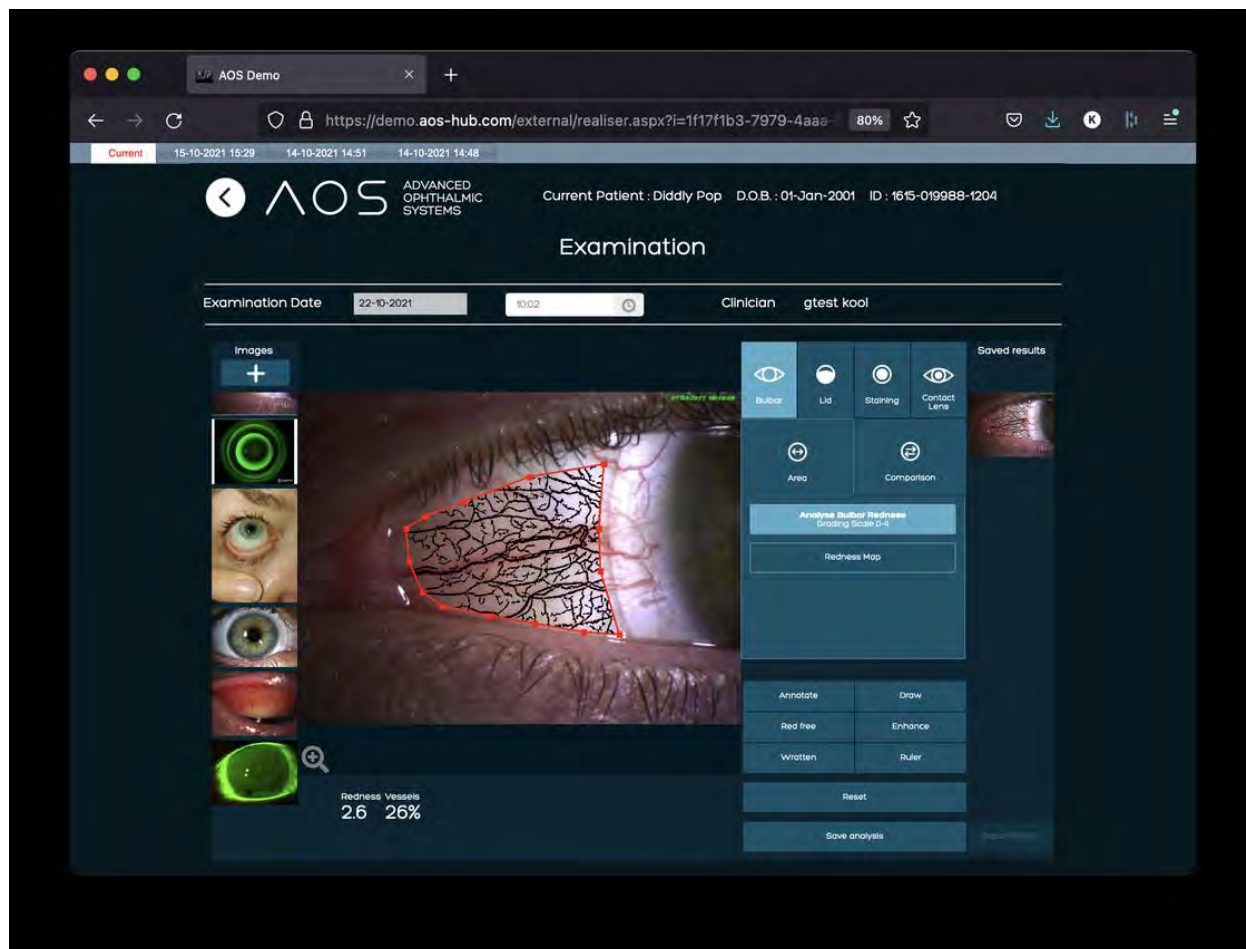 AOS Demo
https://demo.aos-hub.com/external/realiser.aspx?i=1f17f1b3-7979-4aaa-
80%
K
Current 15-10-2021 15:29 14-10-2021 14:51 14-10-2021 14:48
AOS ADVANCED
OPHTHALMIC
SYSTEMS
Current Patient : Diddly Pop D.O.B. : 01-Jan-2001 ID : 1615-019988-1204
Examination
Examination Date 22-10-2021 10:02 Clinician gtest kool
Images
Saved results
Bulbar Lid Staining Contact
Lens
Area Comparison
Analyse Bulbar Redness
Grading Scale 0-4
Redness Map
Annotate Draw
Red free Enhance
Wratten Ruler
Reset
Save analysis
Redness Vessels
2.6 26%